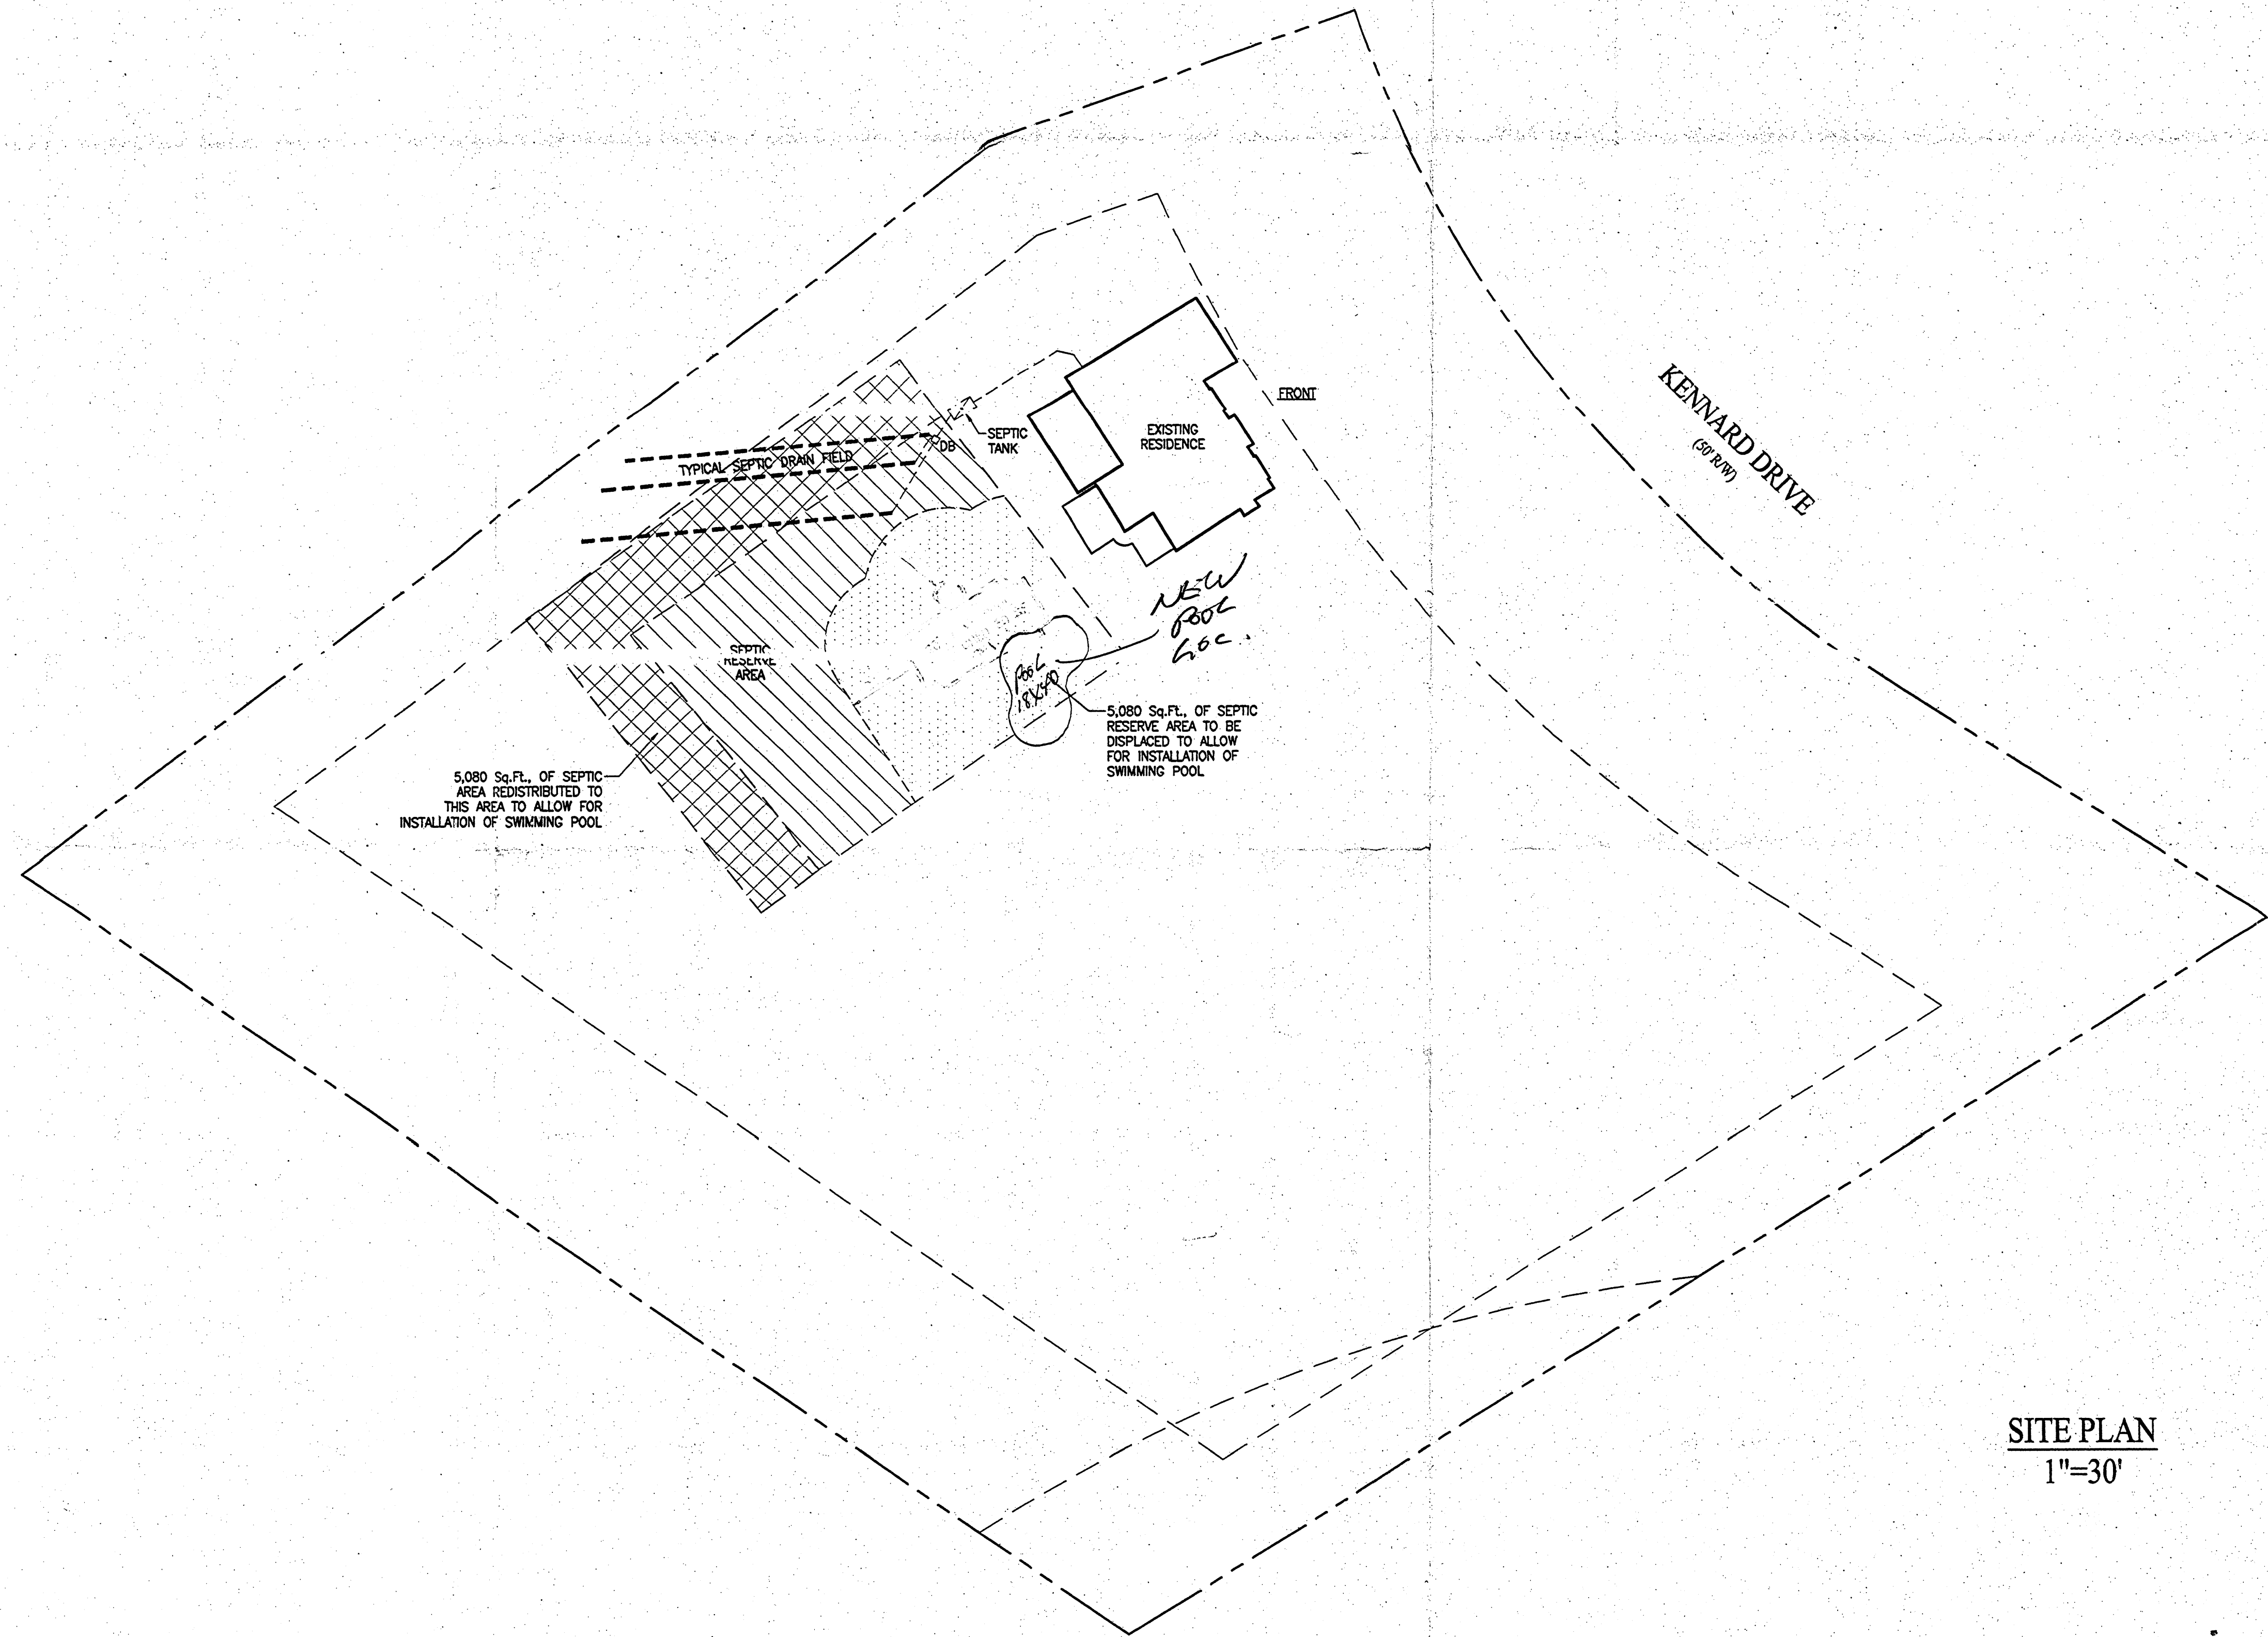 KENNARD DRIVE
(50' R/W)
FRONT
EXISTING
RESIDENCE
SEPTIC
TANK
DB
TYPICAL SEPTIC DRAIN FIELD
NEW
POOL
LOC.
POOL
18X40
SEPTIC
RESERVE
AREA
5,080 Sq.Ft., OF SEPTIC
RESERVE AREA TO BE
DISPLACED TO ALLOW
FOR INSTALLATION OF
SWIMMING POOL
5,080 Sq.Ft., OF SEPTIC
AREA REDISTRIBUTED TO
THIS AREA TO ALLOW FOR
INSTALLATION OF SWIMMING POOL
SITE PLAN
1"=30'